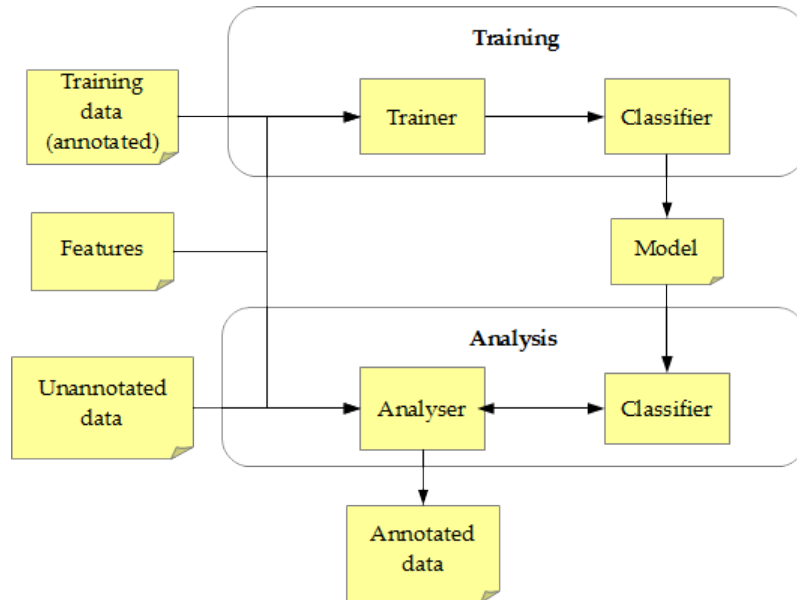 Training
Training
data
(annotated)
Trainer
Classifier
Features
Model
Analysis
Unannotated
data
Analyser
Classifier
Annotated
data